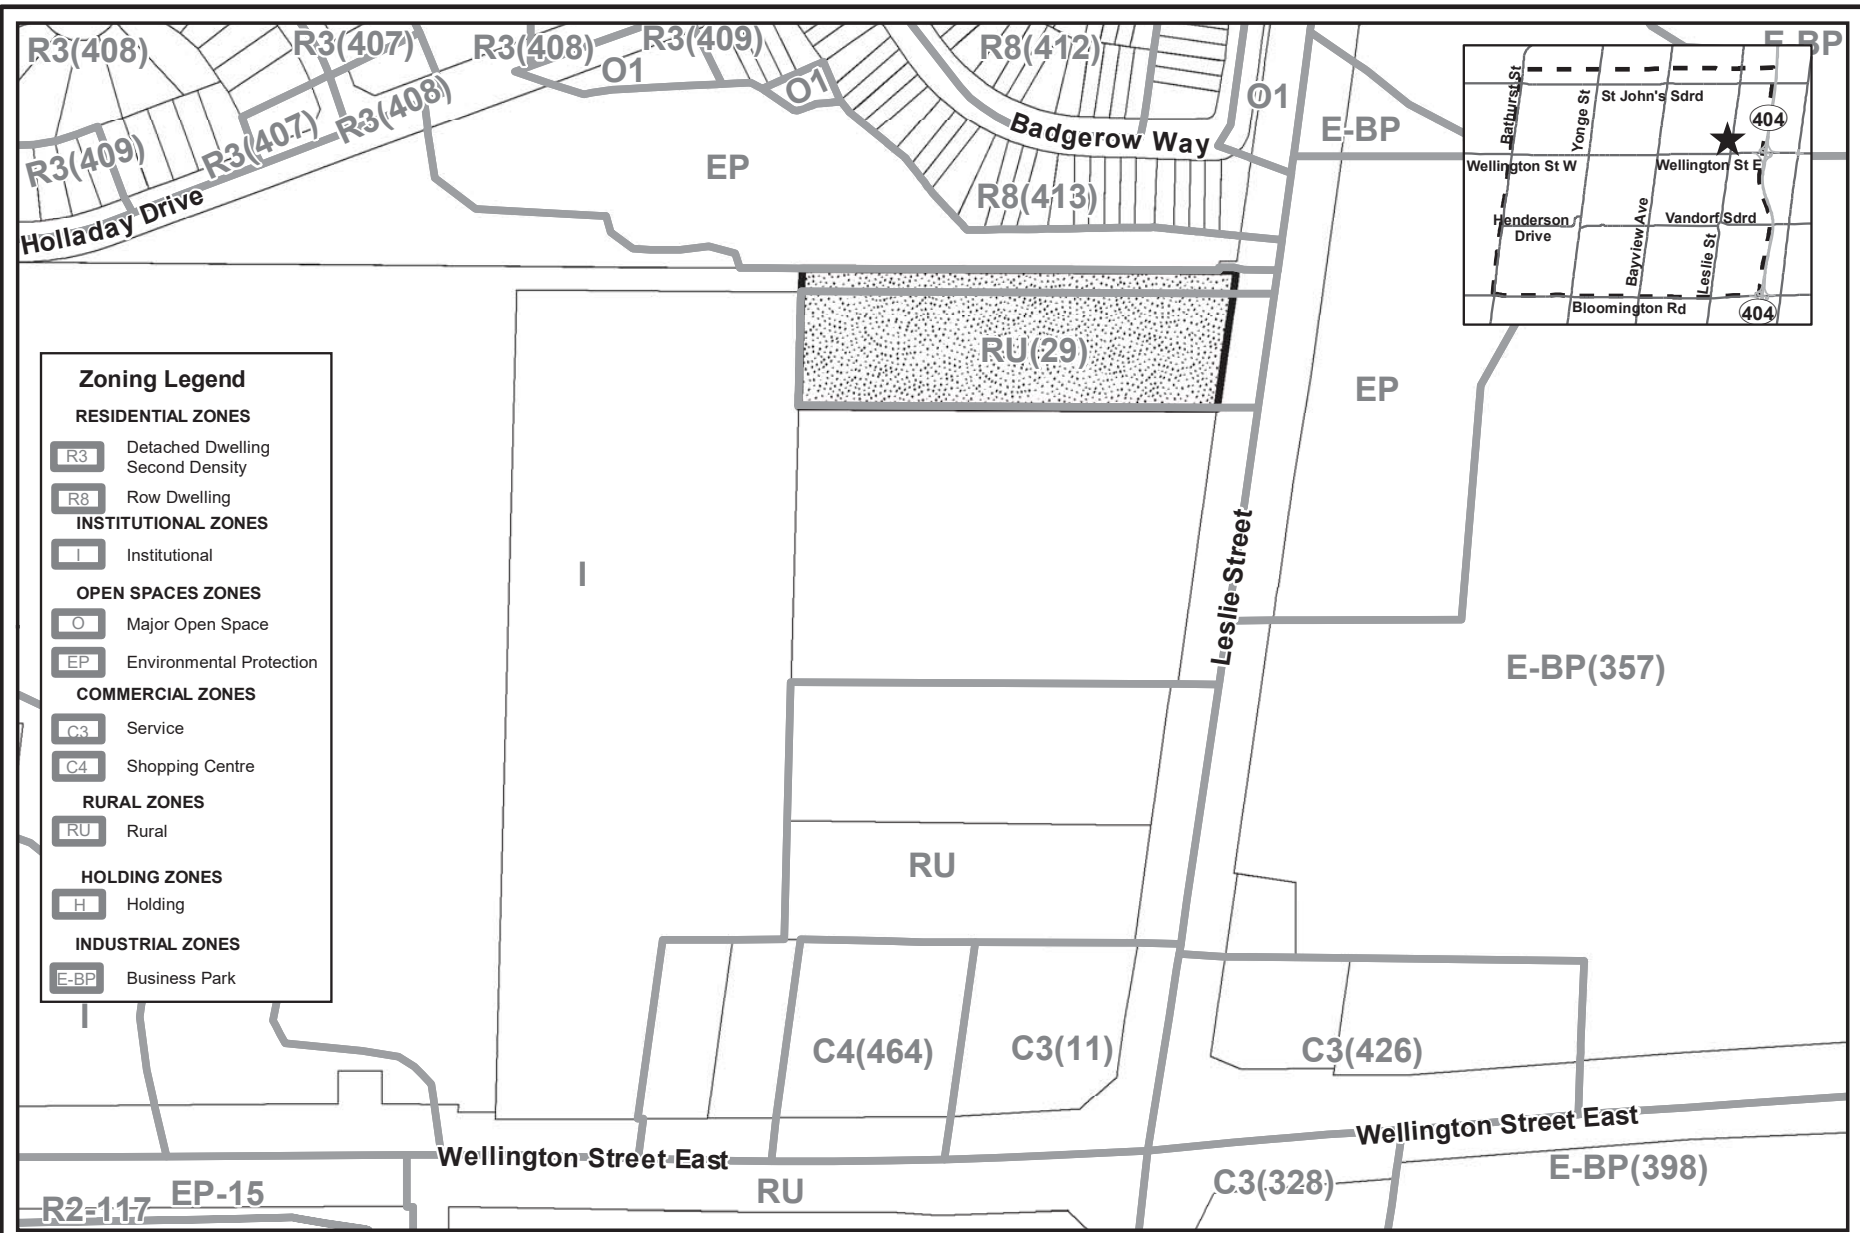 R3(408)
R3(407)
R3(408)
R3(409)
O1
O1
R8(412)
O1
E-BP
E-BP
R3(408)
R3(407)
R3(409)
Badgerow Way
EP
R8(413)
Holladay Drive
Bathurst St
Yonge St
St John's Sdrd
404
Wellington St W
Wellington St E
Henderson
Drive
Bayview Ave
Vandorf Sdrd
Leslie St
Bloomington Rd
404
RU(29)
EP
Zoning Legend
RESIDENTIAL ZONES
R3 Detached Dwelling
Second Density
R8 Row Dwelling
INSTITUTIONAL ZONES
I Institutional
OPEN SPACES ZONES
O Major Open Space
EP Environmental Protection
COMMERCIAL ZONES
C3 Service
C4 Shopping Centre
RURAL ZONES
RU Rural
HOLDING ZONES
H Holding
INDUSTRIAL ZONES
E-BP Business Park
I
I
Leslie Street
E-BP(357)
RU
C4(464)
C3(11)
C3(426)
Wellington Street East
Wellington Street East
R2-117
EP-15
RU
C3(328)
E-BP(398)